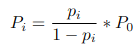 $P_i = \frac{p_i}{1 - p_i} * P_0$